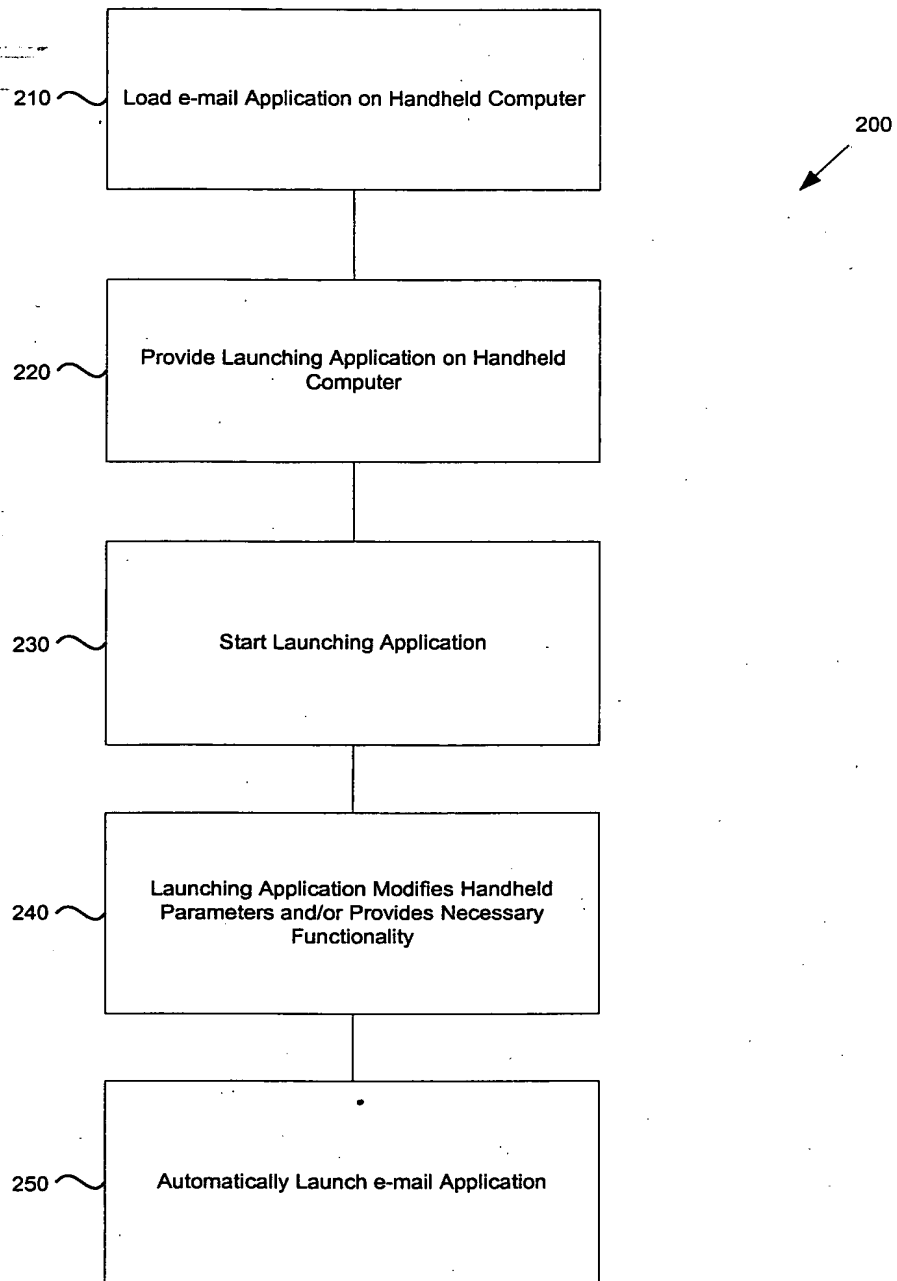 210
Load e-mail Application on Handheld Computer
200
220
Provide Launching Application on Handheld
Computer
230
Start Launching Application
240
Launching Application Modifies Handheld
Parameters and/or Provides Necessary
Functionality
250
Automatically Launch e-mail Application